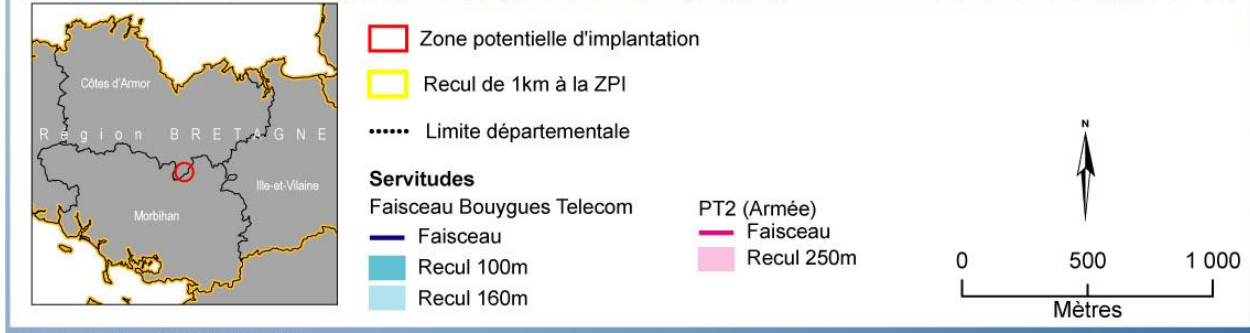 Côtes d'Armor
Région BRETAGNE
Ille-et-Vilaine
Morbihan
Zone potentielle d'implantation
Recul de 1km à la ZPI
Limite départementale
Servitudes
Faisceau Bouygues Telecom
Faisceau
Recul 100m
Recul 160m
PT2 (Armée)
Faisceau
Recul 250m
N
0 500 1 000
Mètres